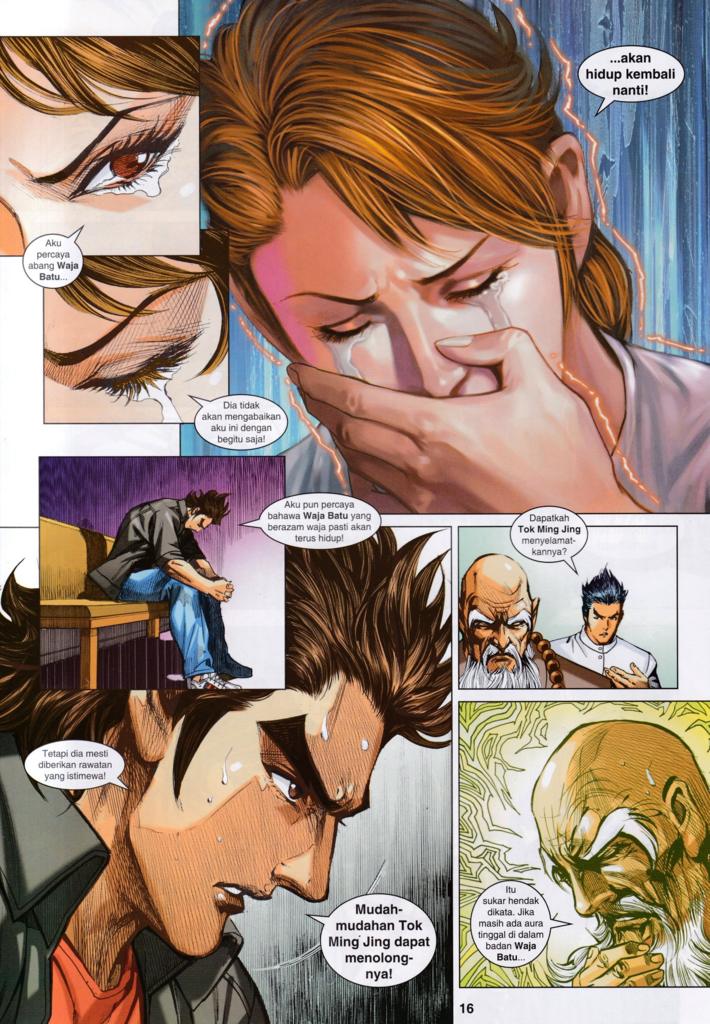 Aku
percaya
abang Waja
Batu...
...akan
hidup kembali
nanti!
Dia tidak
akan mengabaikan
aku ini dengan
begitu saja!
Aku pun percaya
bahawa Waja Batu yang
berazam waja pasti akan
terus hidup!
Tetapi dia mesti
diberikan rawatan
yang istimewa!
Mudah-
mudahan Tok
Ming Jing dapat
menolong-
nya!
Dapatkah
Tok Ming Jing
menyelamat-
kannya?
Itu
sukar hendak
dikata. Jika
masih ada aura
tinggal di dalam
badan Waja
Batu...
16